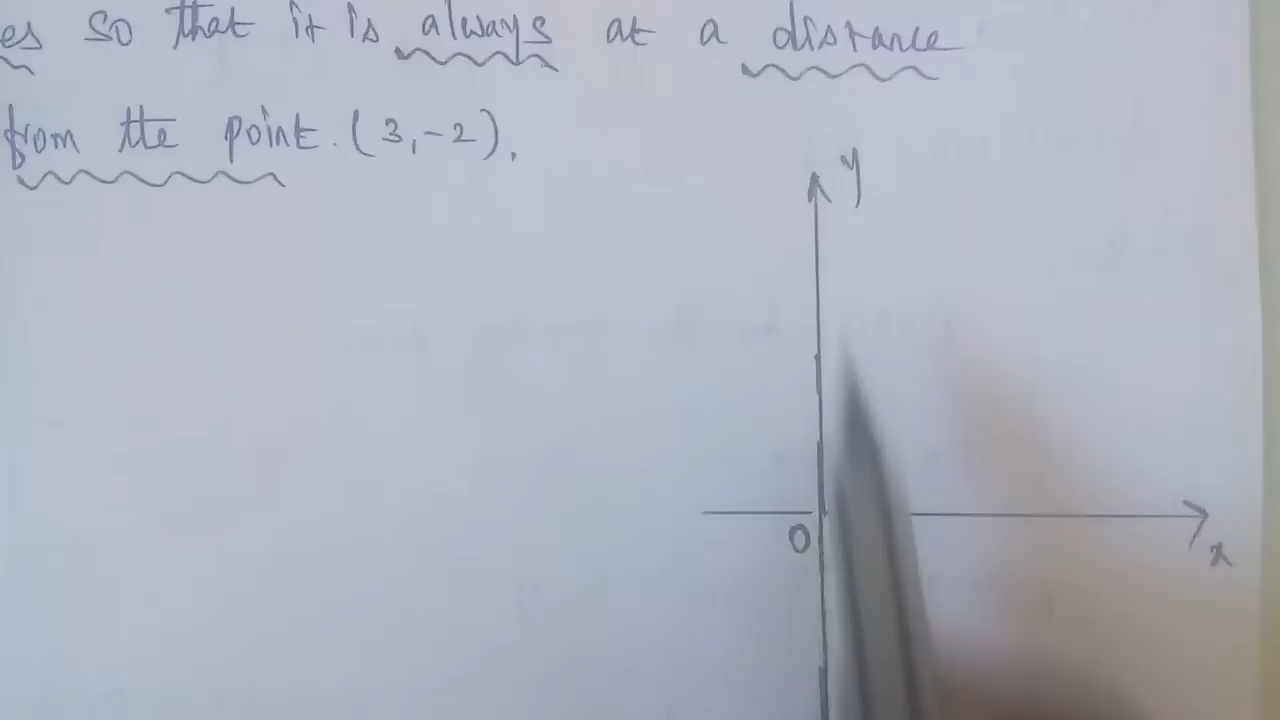 es so that it is always at a distance
from the point. (3,-2).
y
0
x